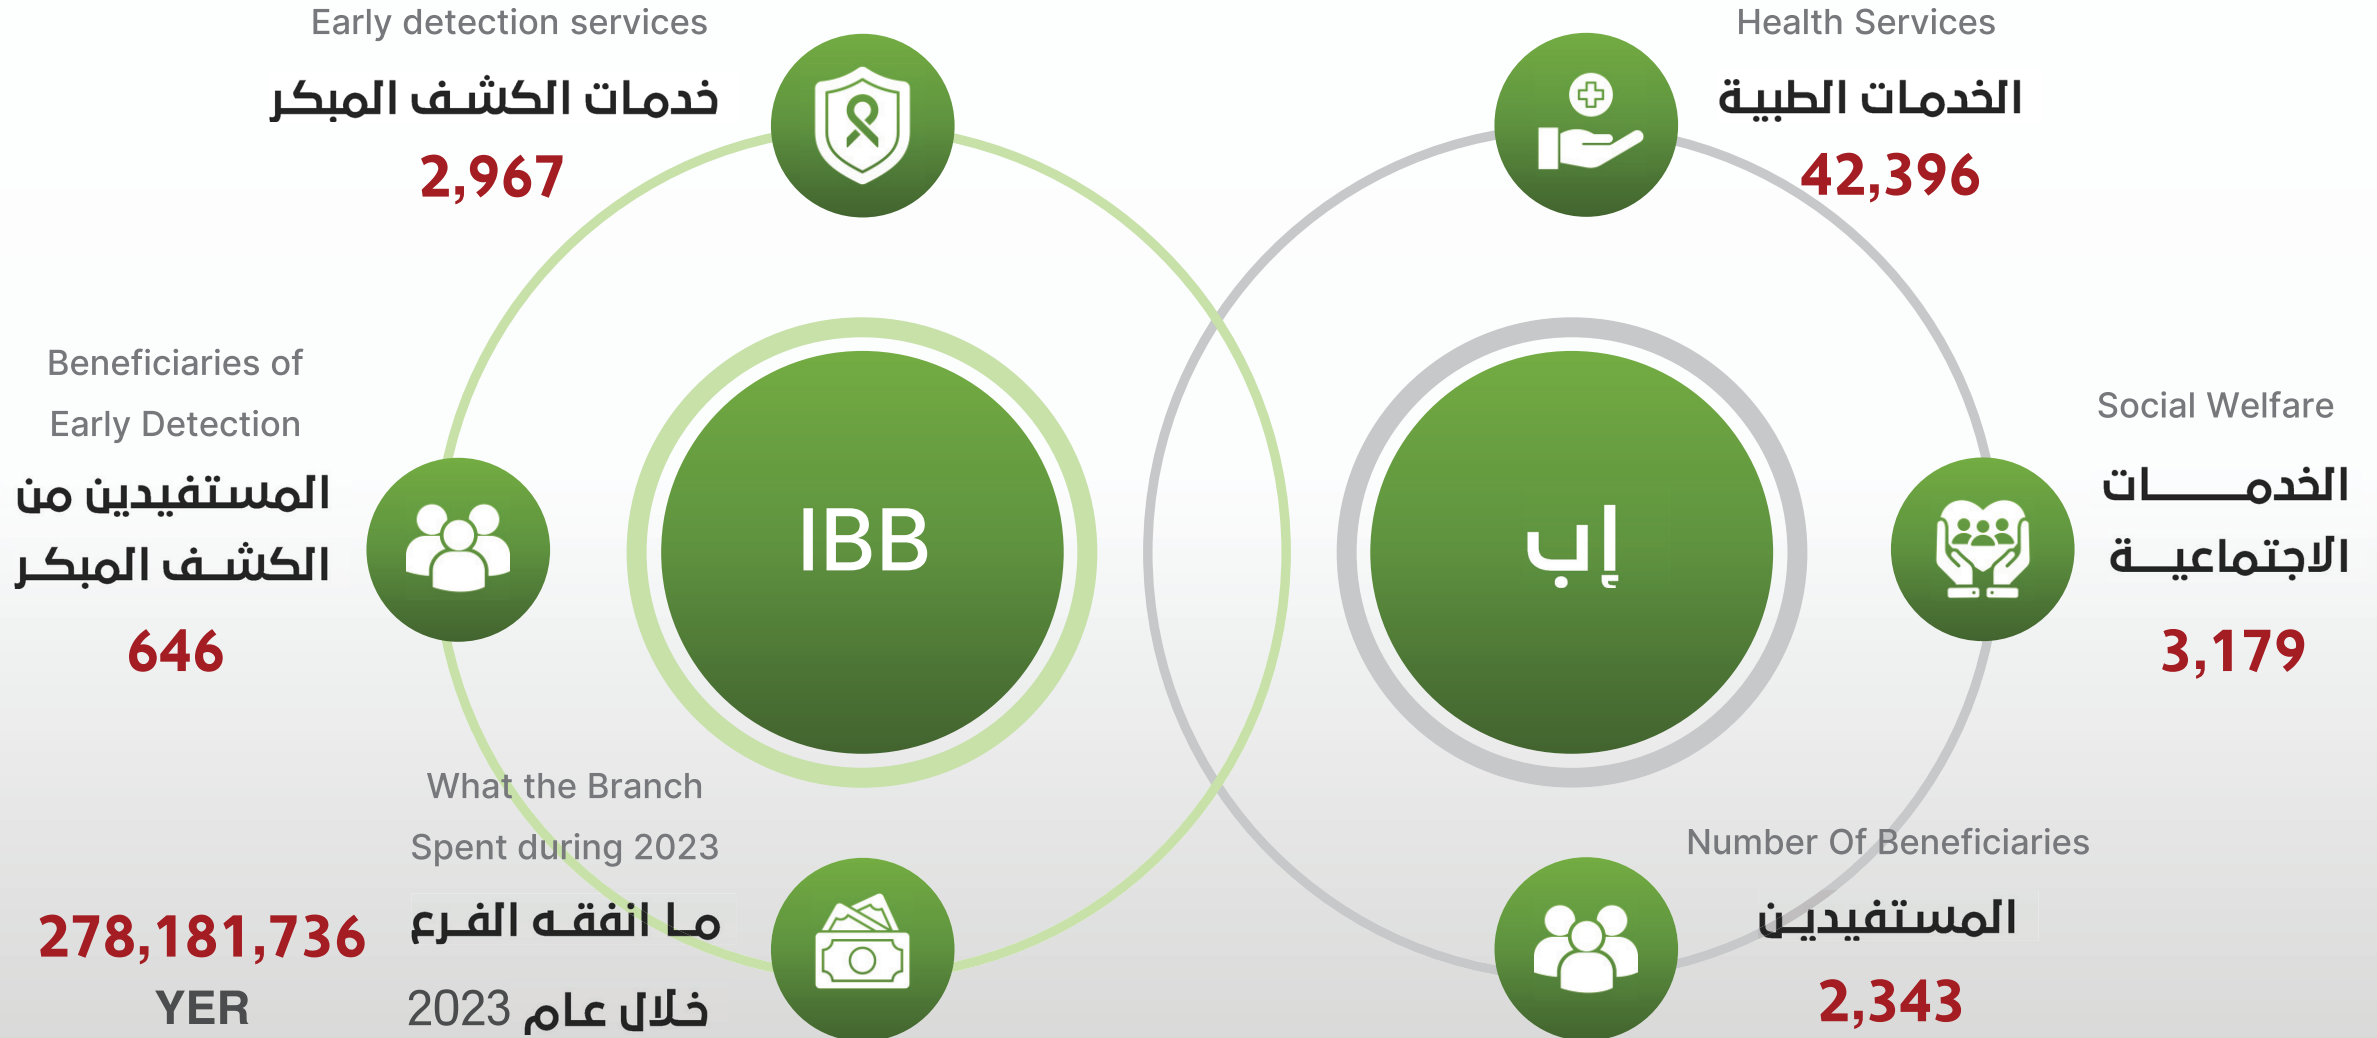 Early detection services
خدمات الكشف المبكر
2,967
Health Services
الخدمات الطبية
42,396
Beneficiaries of
Early Detection
المستفيدين من
الكشف المبكر
646
IBB
إب
Social Welfare
الخدمات
الاجتماعية
3,179
What the Branch
Spent during 2023
ما انفقه الفرع
خلال عام 2023
278,181,736
YER
Number Of Beneficiaries
المستفيدين
2,343